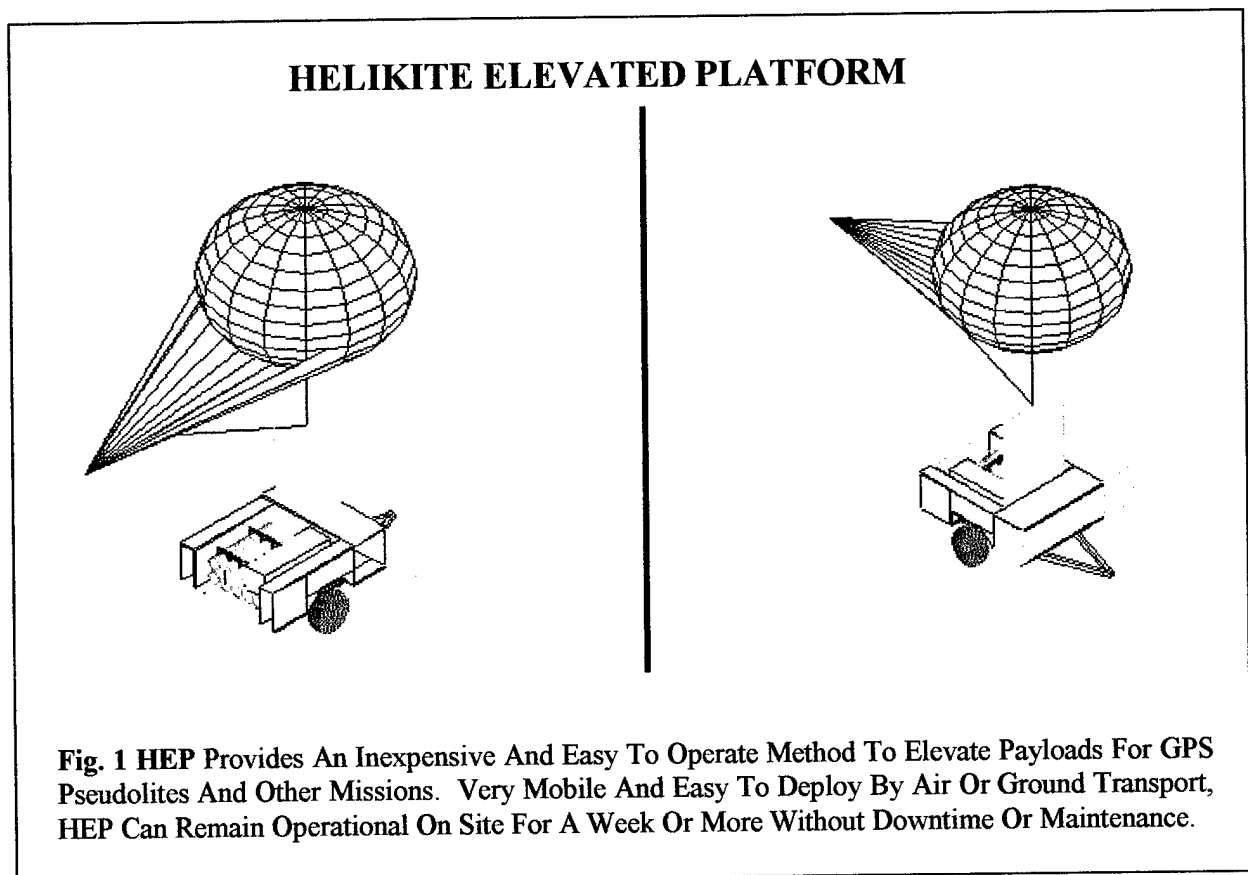 HELIKITE ELEVATED PLATFORM
Fig. 1 HEP Provides An Inexpensive And Easy To Operate Method To Elevate Payloads For GPS
Pseudolites And Other Missions. Very Mobile And Easy To Deploy By Air Or Ground Transport,
HEP Can Remain Operational On Site For A Week Or More Without Downtime Or Maintenance.